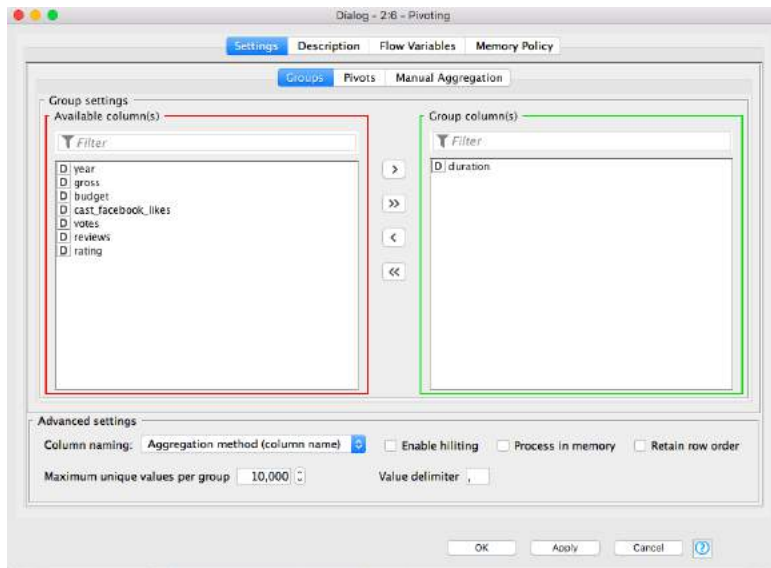 Dialog - 2:6 - Pivoting
Settings Description Flow Variables Memory Policy
Groups Pivots Manual Aggregation
Group settings
Available column(s) Group column(s)
Filter Filter
D year D duration
D gross
D budget
D cast_facebook_likes
D votes
D reviews
D rating
>
>>
<
<<
Advanced settings
Column naming: Aggregation method (column name) Enable hiliting Process in memory Retain row order
Maximum unique values per group 10,000 Value delimiter ,
OK Apply Cancel ?